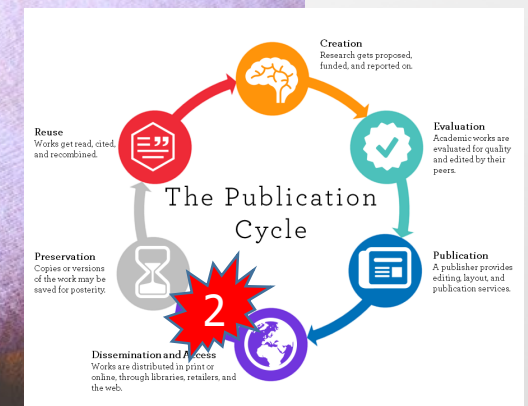 Creation
Research gets proposed,
funded, and reported on.
Evaluation
Academic works are
evaluated for quality
and edited by their
peers.
Reuse
Works get read, cited,
and recombined.
The Publication
Cycle
Preservation
Copies or versions
of the work may be
saved for posterity.
Publication
A publisher provides
editing, layout, and
publication services.
2
Dissemination and Access
Works are distributed in print or
online, through libraries, retailers, and
the web.